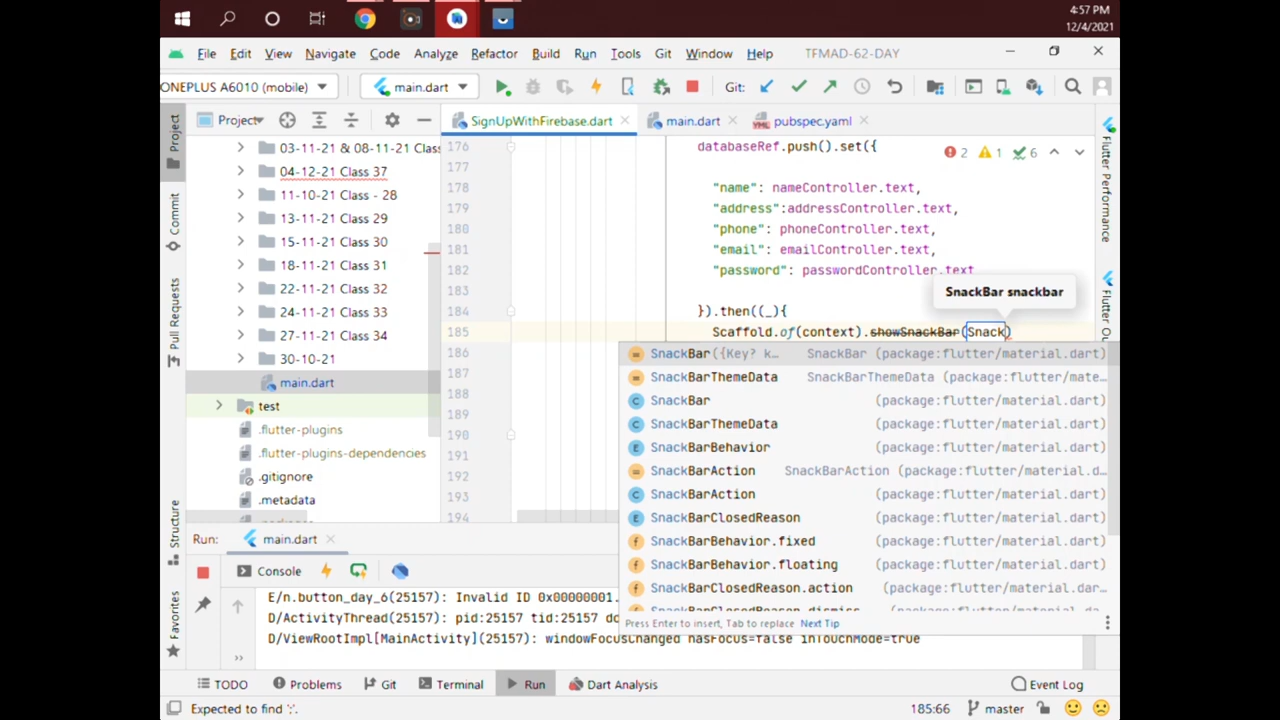 4:57 PM
12/4/2021
File Edit View Navigate Code Analyze Refactor Build Run Tools Git Window Help TFMAD-62-DAY
ONEPLUS A6010 (mobile) main.dart Git:
Project SignUpWithFirebase.dart main.dart pubspec.yaml
Project
Commit
Pull Requests
Structure
Favorites
03-11-21 & 08-11-21 Class
04-12-21 Class 37
11-10-21 Class - 28
13-11-21 Class 29
15-11-21 Class 30
18-11-21 Class 31
22-11-21 Class 32
24-11-21 Class 33
27-11-21 Class 34
30-10-21
main.dart
test
.flutter-plugins
.flutter-plugins-dependencies
.gitignore
.metadata
176 databaseRef.push().set({
2 1 6
177
178 "name": nameController.text,
179 "address":addressController.text,
180 "phone": phoneController.text,
181 "email": emailController.text,
182 "password": passwordController.text
183
SnackBar snackbar
184 }).then((_){
185 Scaffold.of(context).showSnackBar(Snack)
186
187
188
189
190
191
192
193
194
SnackBar({Key? k… SnackBar (package:flutter/material.dart)
SnackBarThemeData SnackBarThemeData (package:flutter/mate…
SnackBar (package:flutter/material.dart)
SnackBarThemeData (package:flutter/material.dart)
SnackBarBehavior (package:flutter/material.dart)
SnackBarAction SnackBarAction (package:flutter/material.d…
SnackBarAction (package:flutter/material.dart)
SnackBarClosedReason (package:flutter/material.dart)
SnackBarBehavior.fixed (package:flutter/material.dart)
SnackBarBehavior.floating (package:flutter/material.dart)
SnackBarClosedReason.action (package:flutter/material.dar…
Press Enter to insert, Tab to replace Next Tip
Flutter Performance
Flutter Ou
Run: main.dart
Console
E/n.button_day_6(25157): Invalid ID 0x00000001.
D/ActivityThread(25157): pid:25157 tid:25157 do
D/ViewRootImpl[MainActivity](25157): windowFocusChanged hasFocus=false inTouchMode=true
TODO Problems Git Terminal Run Dart Analysis Event Log
Expected to find ';'. 185:66 master